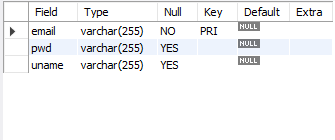 Field Type Null Key Default Extra
email varchar(255) NO PRI NULL
pwd varchar(255) YES NULL
uname varchar(255) YES NULL